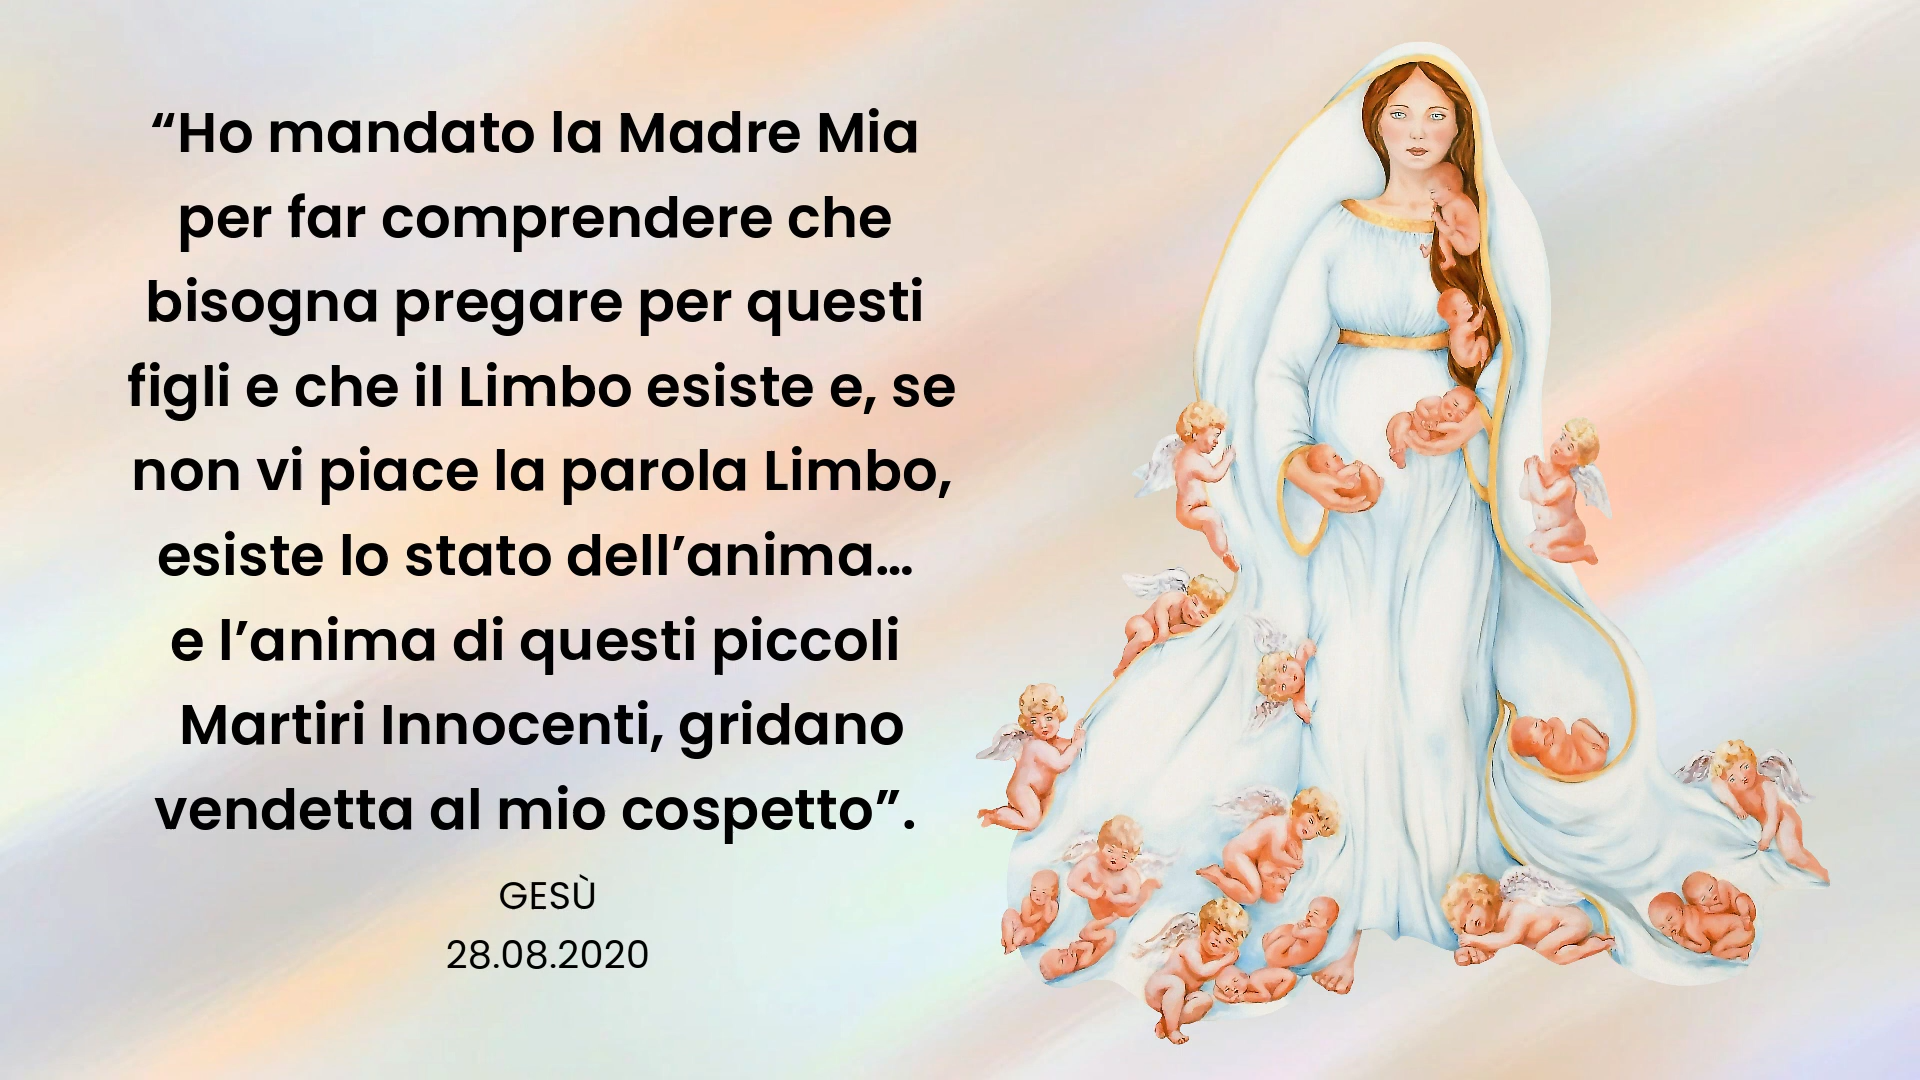 “Ho mandato la Madre Mia
per far comprendere che
bisogna pregare per questi
figli e che il Limbo esiste e, se
non vi piace la parola Limbo,
esiste lo stato dell’anima...
e l’anima di questi piccoli
Martiri Innocenti, gridano
vendetta al mio cospetto”.
GESÙ
28.08.2020